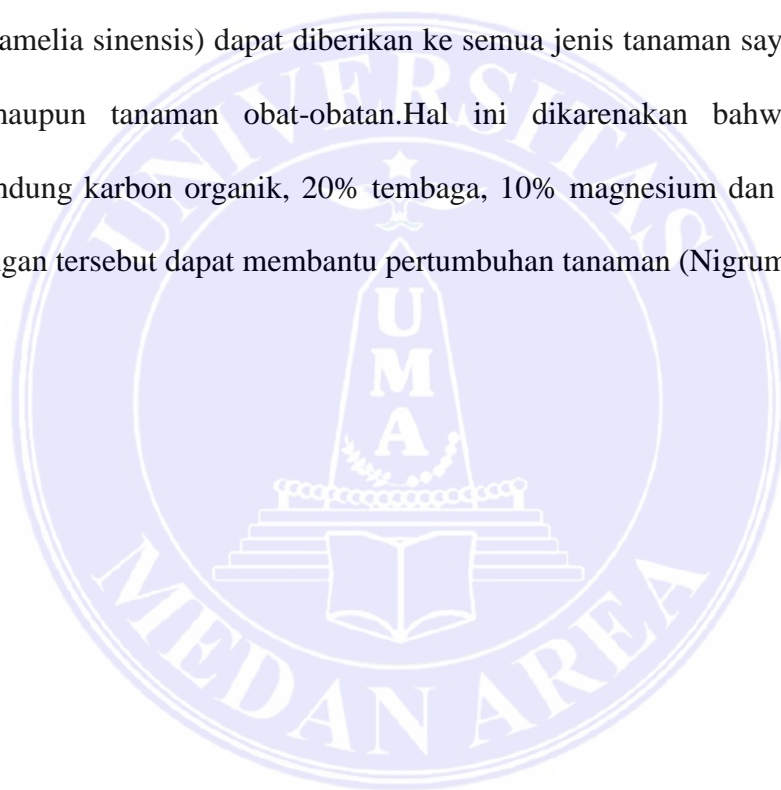 amelia sinensis) dapat diberikan ke semua jenis tanaman say
naupun tanaman obat-obatan.Hal ini dikarenakan bahw
ndung karbon organik, 20% tembaga, 10% magnesium dan
gan tersebut dapat membantu pertumbuhan tanaman (Nigrum
UNIVERSITAS
U
M
A
MEDAN AREA